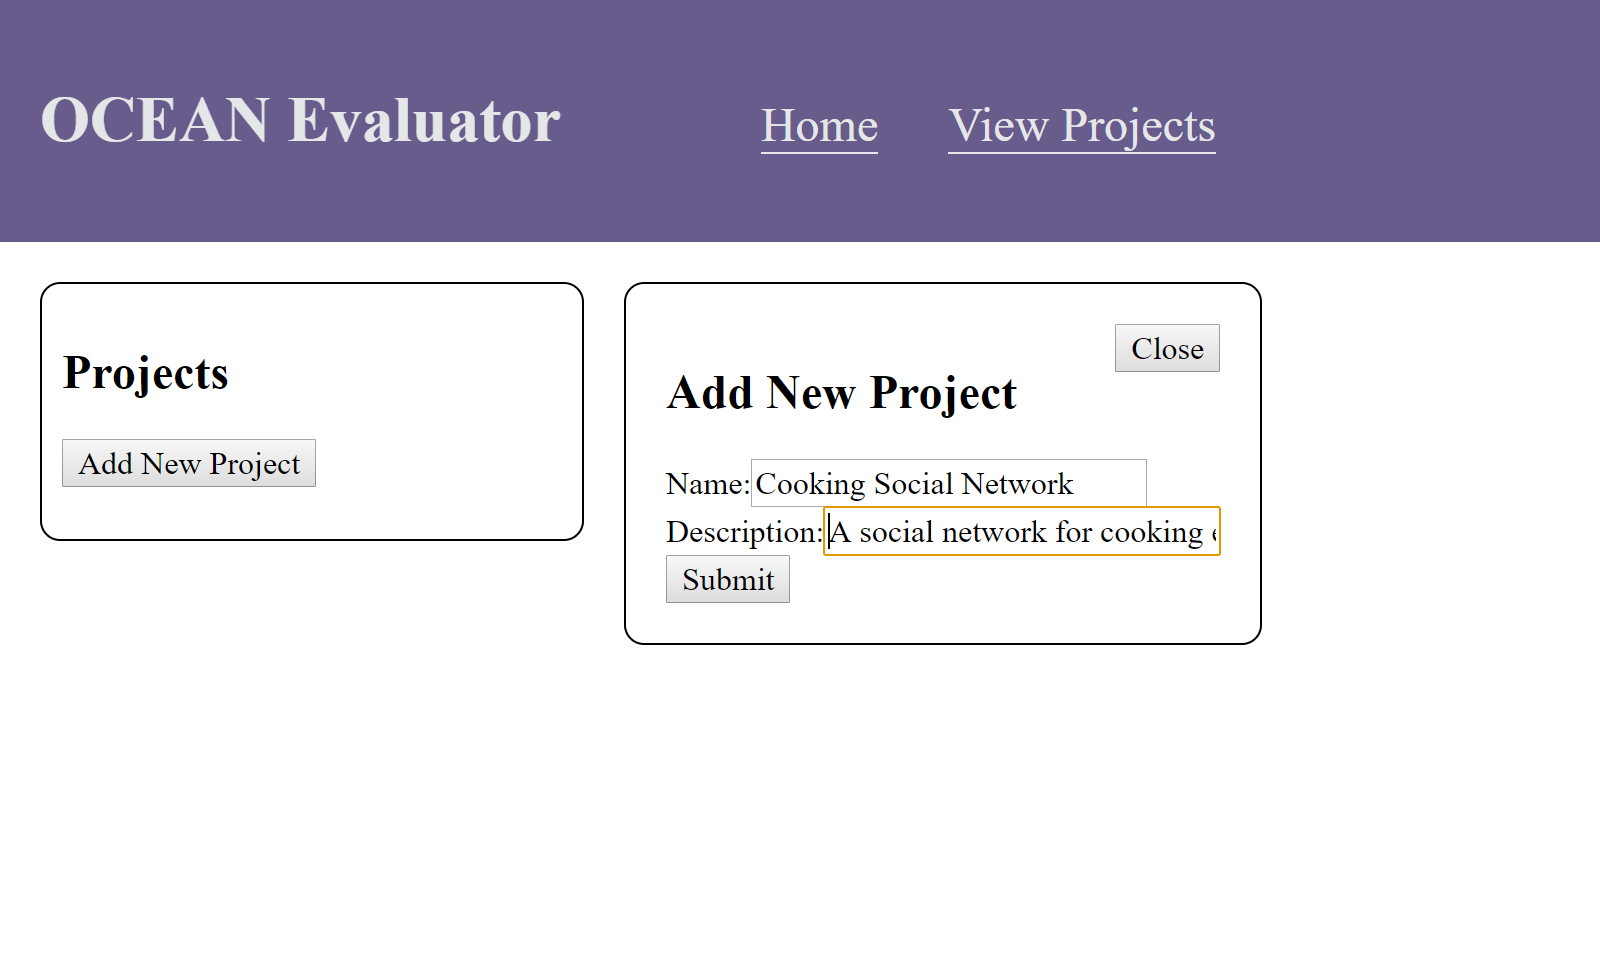 OCEAN Evaluator
Home View Projects
Projects
Add New Project
Close
Add New Project
Name: Cooking Social Network
Description: A social network for cooking
Submit